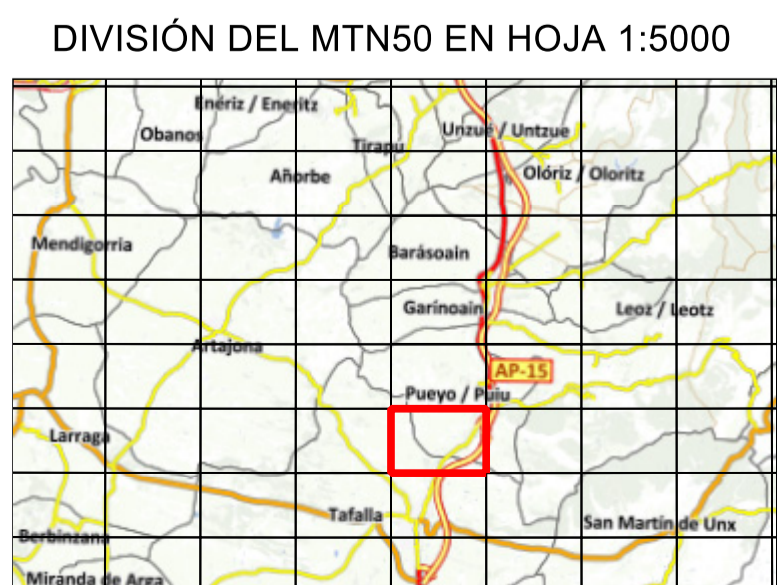 DIVISIÓN DEL MTN50 EN HOJA 1:5000
Enériz / Eneritz
Unzué / Untzue
Obanos
Tirapu
Añorbe
Olóriz / Oloritz
Mendigorria
Barásoain
Garínoain
Leoz / Leotz
Artajona
AP-15
Pueyo / Puiu
Larraga
Tafalla
San Martín de Unx
Berbinzana
Miranda de Arga